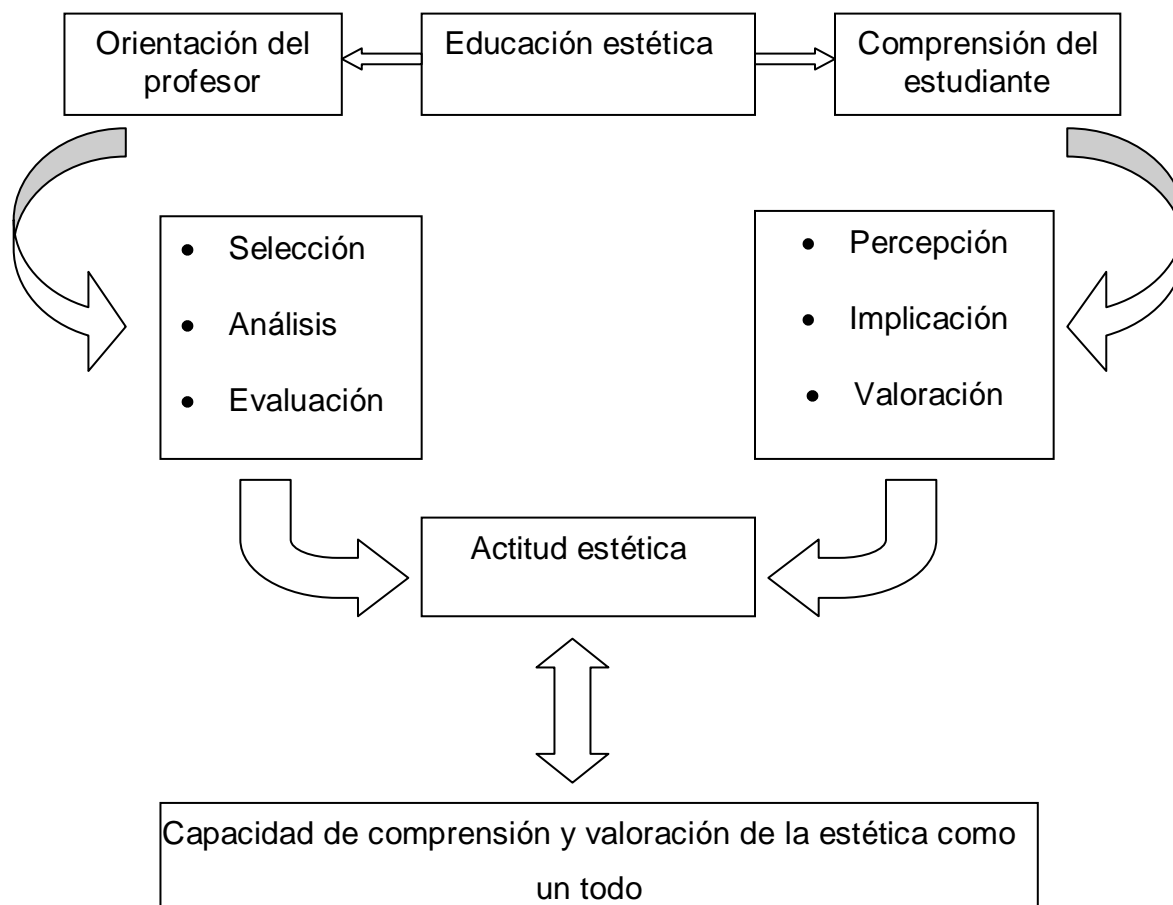 Orientación del
profesor
Educación estética
Comprensión del
estudiante
• Selección
• Análisis
• Evaluación
• Percepción
• Implicación
• Valoración
Actitud estética
Capacidad de comprensión y valoración de la estética como
un todo